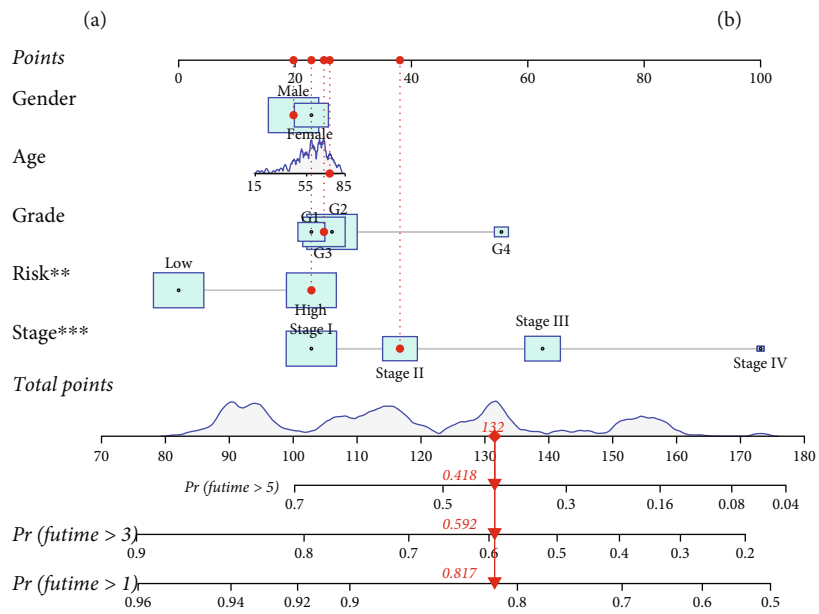 (a) (b)
Points
0 20 40 60 80 100
Gender
Male
Female
Age
15 55 85
Grade
G1 G2
G3 G4
Risk**
Low
High
Stage***
Stage I Stage III
Stage II Stage IV
Total points
132
70 80 90 100 110 120 130 140 150 160 170 180
0.418
Pr (futime > 5)
0.7 0.5 0.3 0.16 0.08 0.04
0.592
Pr (futime > 3)
0.9 0.8 0.7 0.6 0.5 0.4 0.3 0.2
0.817
Pr (futime > 1)
0.96 0.94 0.92 0.9 0.8 0.7 0.6 0.5